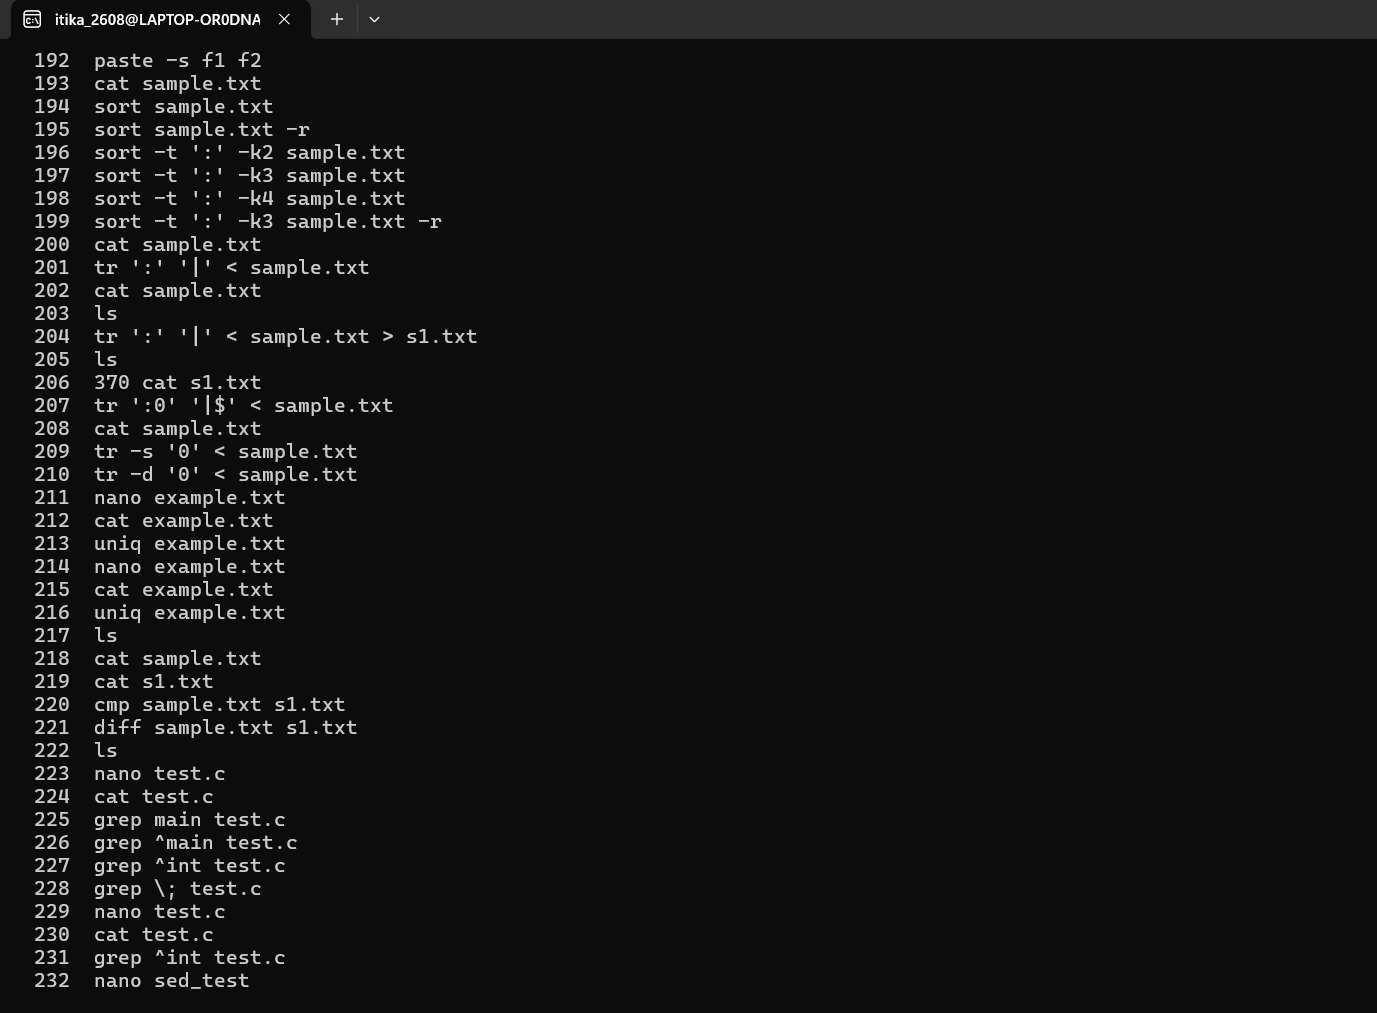 itika_2608@LAPTOP-OR0DNA
192 paste -s f1 f2
193 cat sample.txt
194 sort sample.txt
195 sort sample.txt -r
196 sort -t ':' -k2 sample.txt
197 sort -t ':' -k3 sample.txt
198 sort -t ':' -k4 sample.txt
199 sort -t ':' -k3 sample.txt -r
200 cat sample.txt
201 tr ':' '|' < sample.txt
202 cat sample.txt
203 ls
204 tr ':' '|' < sample.txt > s1.txt
205 ls
206 370 cat s1.txt
207 tr ':0' '|$' < sample.txt
208 cat sample.txt
209 tr -s '0' < sample.txt
210 tr -d '0' < sample.txt
211 nano example.txt
212 cat example.txt
213 uniq example.txt
214 nano example.txt
215 cat example.txt
216 uniq example.txt
217 ls
218 cat sample.txt
219 cat s1.txt
220 cmp sample.txt s1.txt
221 diff sample.txt s1.txt
222 ls
223 nano test.c
224 cat test.c
225 grep main test.c
226 grep ^main test.c
227 grep ^int test.c
228 grep \; test.c
229 nano test.c
230 cat test.c
231 grep ^int test.c
232 nano sed_test